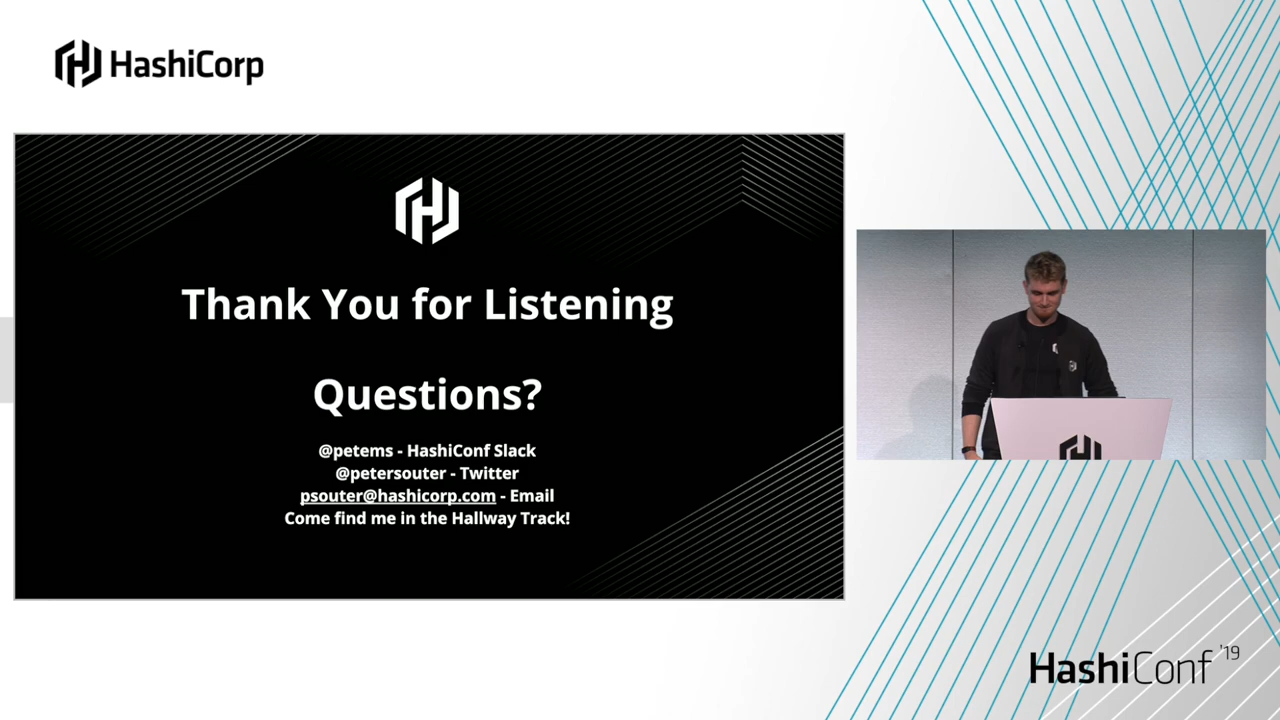 HashiCorp
Thank You for Listening
Questions?
@petems - HashiConf Slack
@petersouter - Twitter
psouter@hashicorp.com - Email
Come find me in the Hallway Track!
HashiConf '19